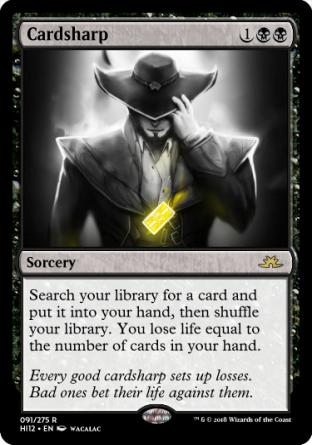 Cardsharp 1
Sorcery
Search your library for a card and
put it into your hand, then shuffle
your library. You lose life equal to
the number of cards in your hand.
Every good cardsharp sets up losses.
Bad ones bet their life against them.
091/275 R
HI12 • EN WACALAC
™ & © 2018 Wizards of the Coast